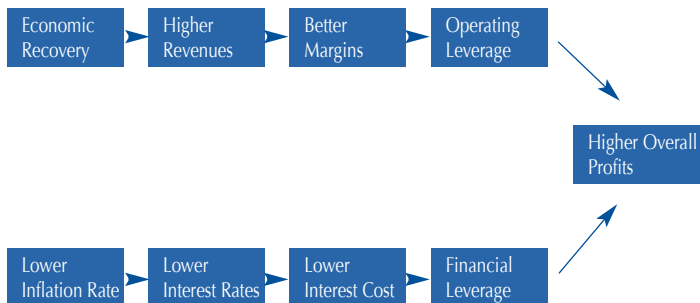 Economic
Recovery
Higher
Revenues
Better
Margins
Operating
Leverage
Higher Overall
Profits
Lower
Inflation Rate
Lower
Interest Rates
Lower
Interest Cost
Financial
Leverage